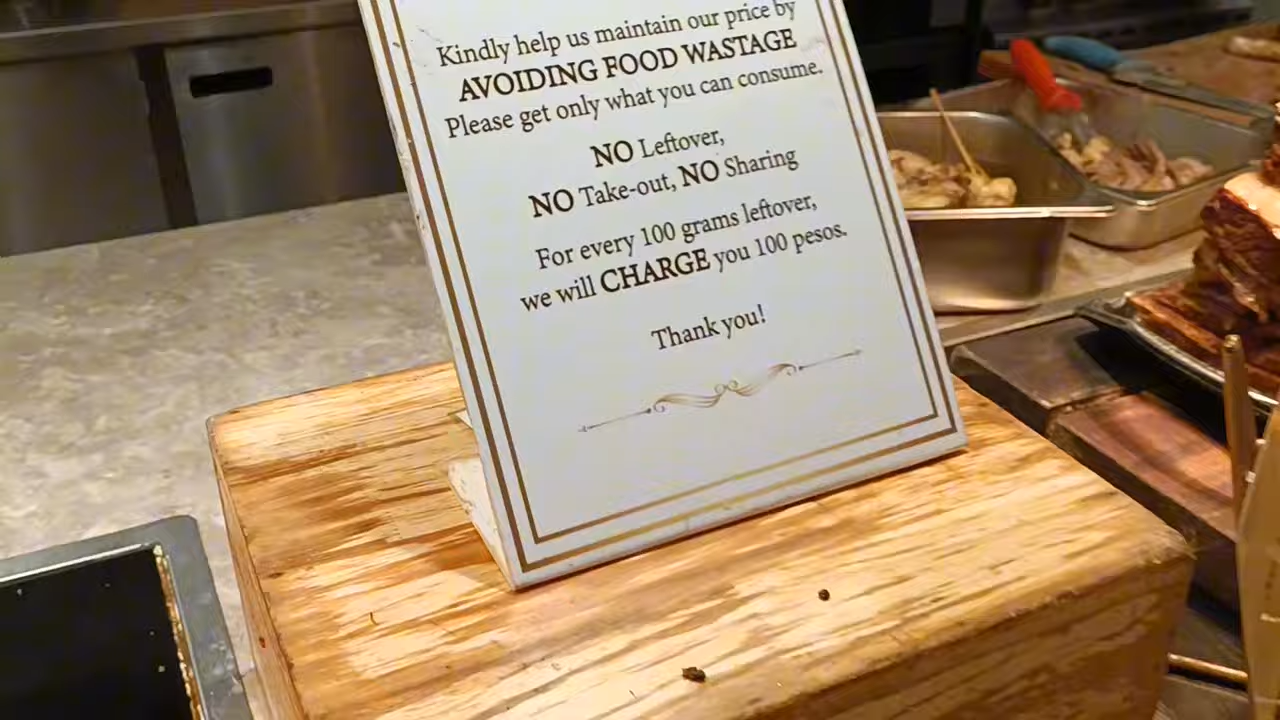 Kindly help us maintain our price by
AVOIDING FOOD WASTAGE
Please get only what you can consume.
NO Leftover,
NO Take-out, NO Sharing
For every 100 grams leftover,
we will CHARGE you 100 pesos.
Thank you!